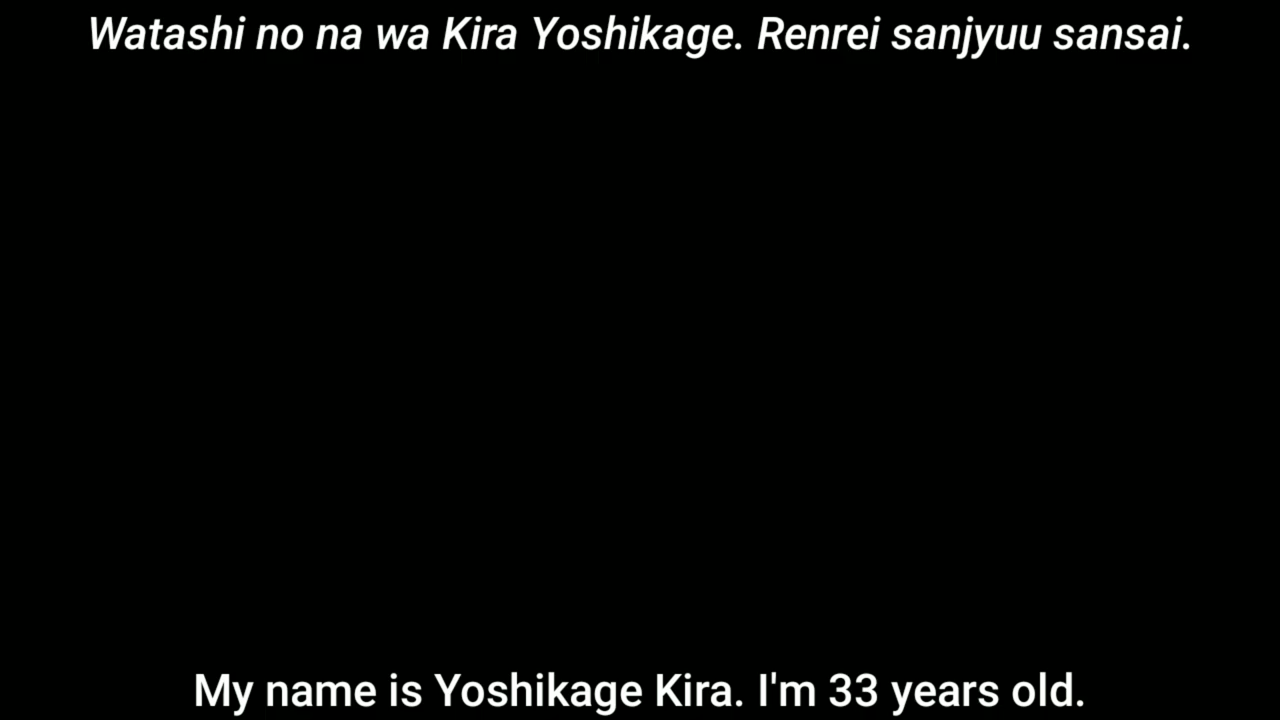 Watashi no na wa Kira Yoshikage. Renrei sanjyuu sansai.
My name is Yoshikage Kira. I'm 33 years old.